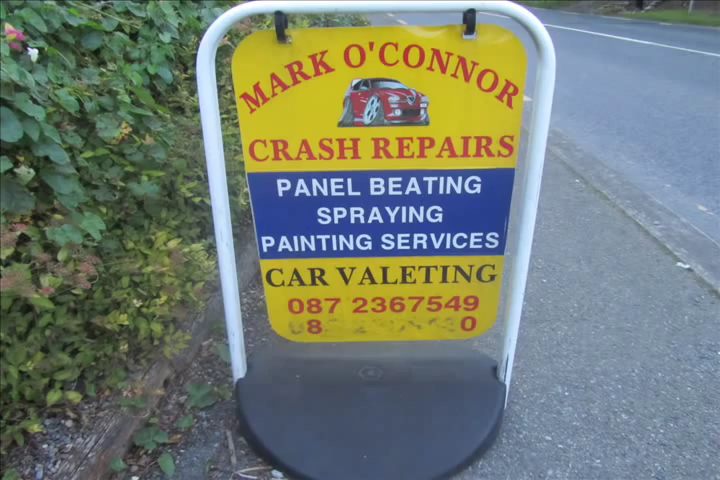 MARK O'CONNOR
CRASH REPAIRS
PANEL BEATING
SPRAYING
PAINTING SERVICES
CAR VALETING
087 2367549